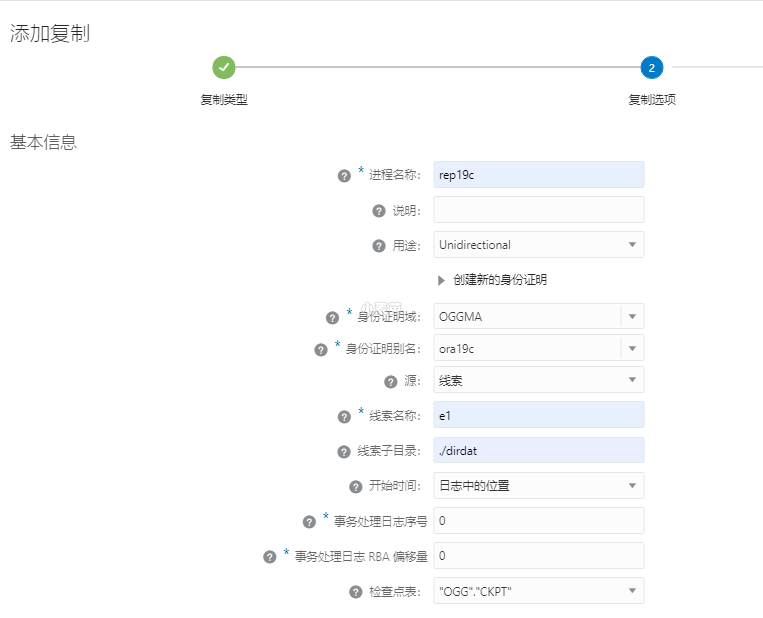 添加复制
2
复制类型
复制选项
基本信息
* 进程名称: rep19c
说明:
用途: Unidirectional
创建新的身份证明
* 身份证明域: OGGMA
* 身份证明别名: ora19c
源: 线索
* 线索名称: e1
线索子目录: ./dirdat
开始时间: 日志中的位置
* 事务处理日志序号 0
* 事务处理日志 RBA 偏移量 0
检查点表: "OGG"."CKPT"